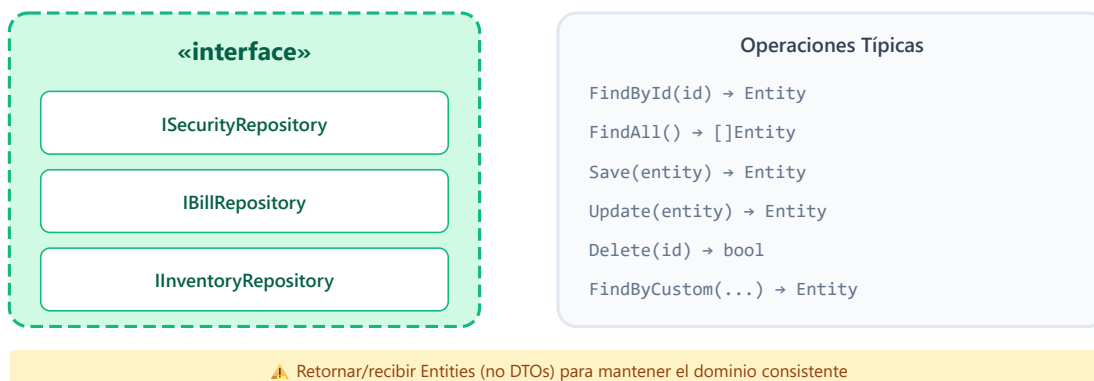 «interface»
ISecurityRepository
IBillRepository
IInventoryRepository
Operaciones Típicas
FindById(id) → Entity
FindAll() → []Entity
Save(entity) → Entity
Update(entity) → Entity
Delete(id) → bool
FindByCustom(...) → Entity
⚠️ Retornar/recibir Entities (no DTOs) para mantener el dominio consistente